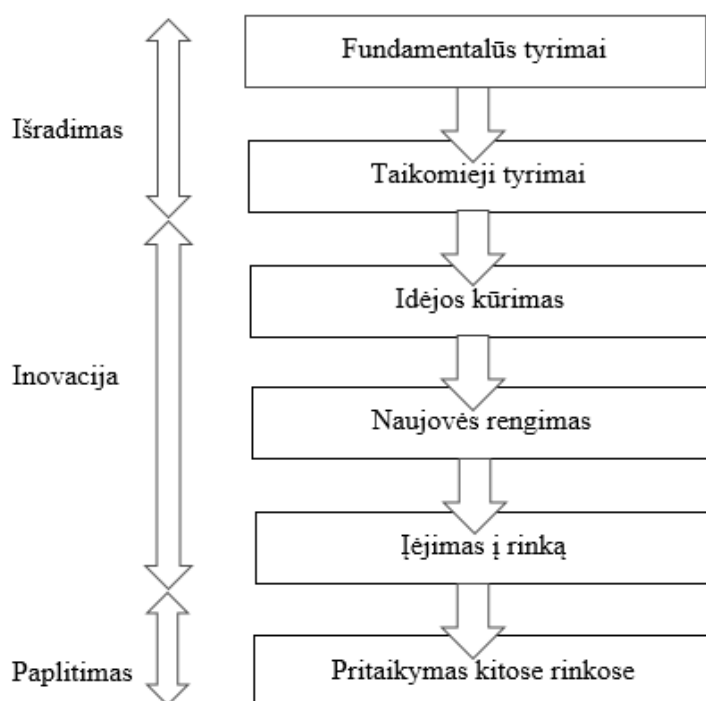 Fundamentalūs tyrimai
Išradimas
Taikomieji tyrimai
Idėjos kūrimas
Inovacija
Naujovės rengimas
Įėjimas į rinką
Paplitimas
Pritaikymas kitose rinkose